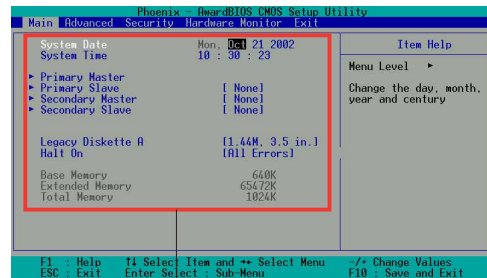 Phoenix - AwardBIOS CMOS Setup Utility
Main Advanced Security Hardware Monitor Exit
System Date Mon, Oct 21 2002
System Time 10 : 30 : 23
Primary Master
Primary Slave [ None]
Secondary Master [ None]
Secondary Slave [ None]
Legacy Diskette A [1.44M, 3.5 in.]
Halt On [All Errors]
Base Memory 640K
Extended Memory 65472K
Total Memory 1024K
Item Help
Menu Level
Change the day, month,
year and century
F1 : Help ↑↓ Select Item and ←→ Select Menu -/+ Change Values
ESC : Exit Enter Select : Sub-Menu F10 : Save and Exit